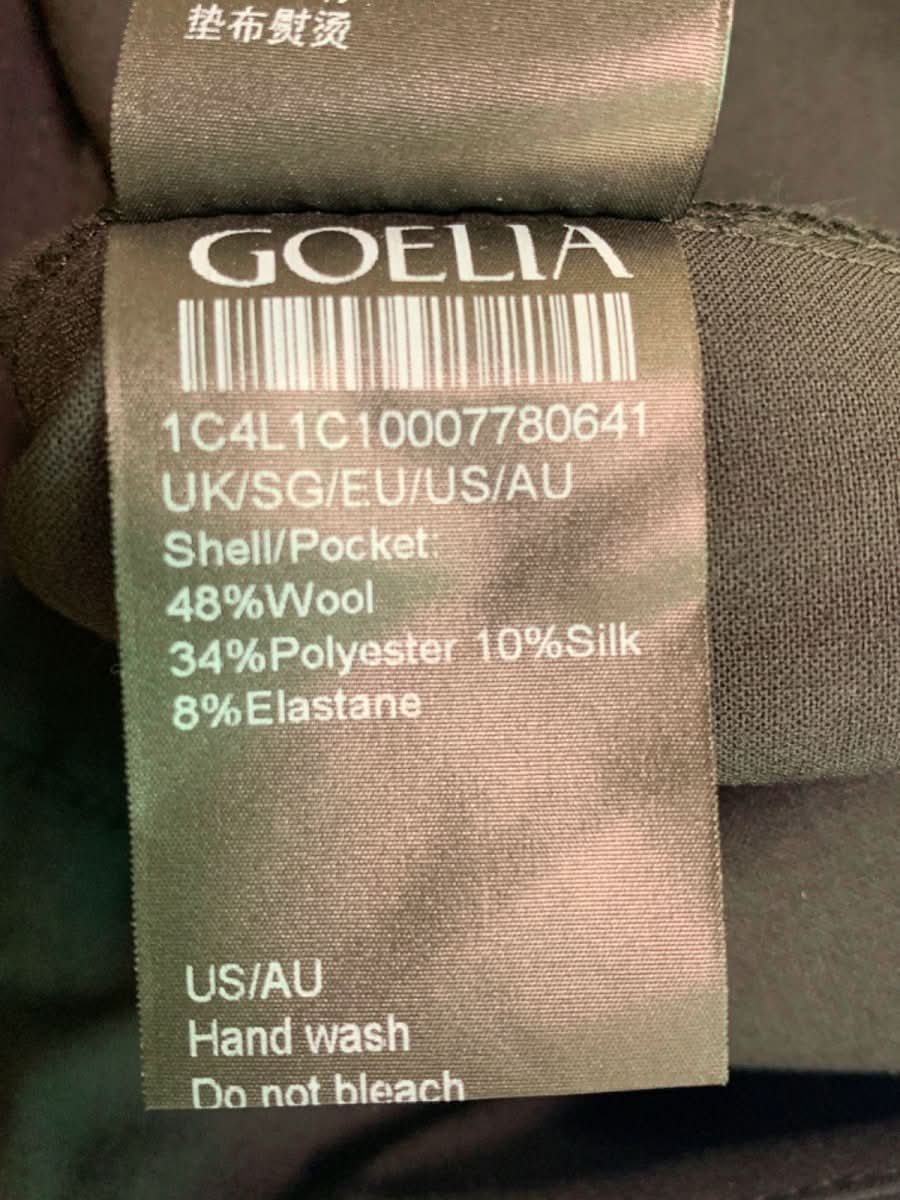 垫布熨烫
GOELIA
1C4L1C10007780641
UK/SG/EU/US/AU
Shell/Pocket:
48%Wool
34%Polyester 10%Silk
8%Elastane
US/AU
Hand wash
Do not bleach